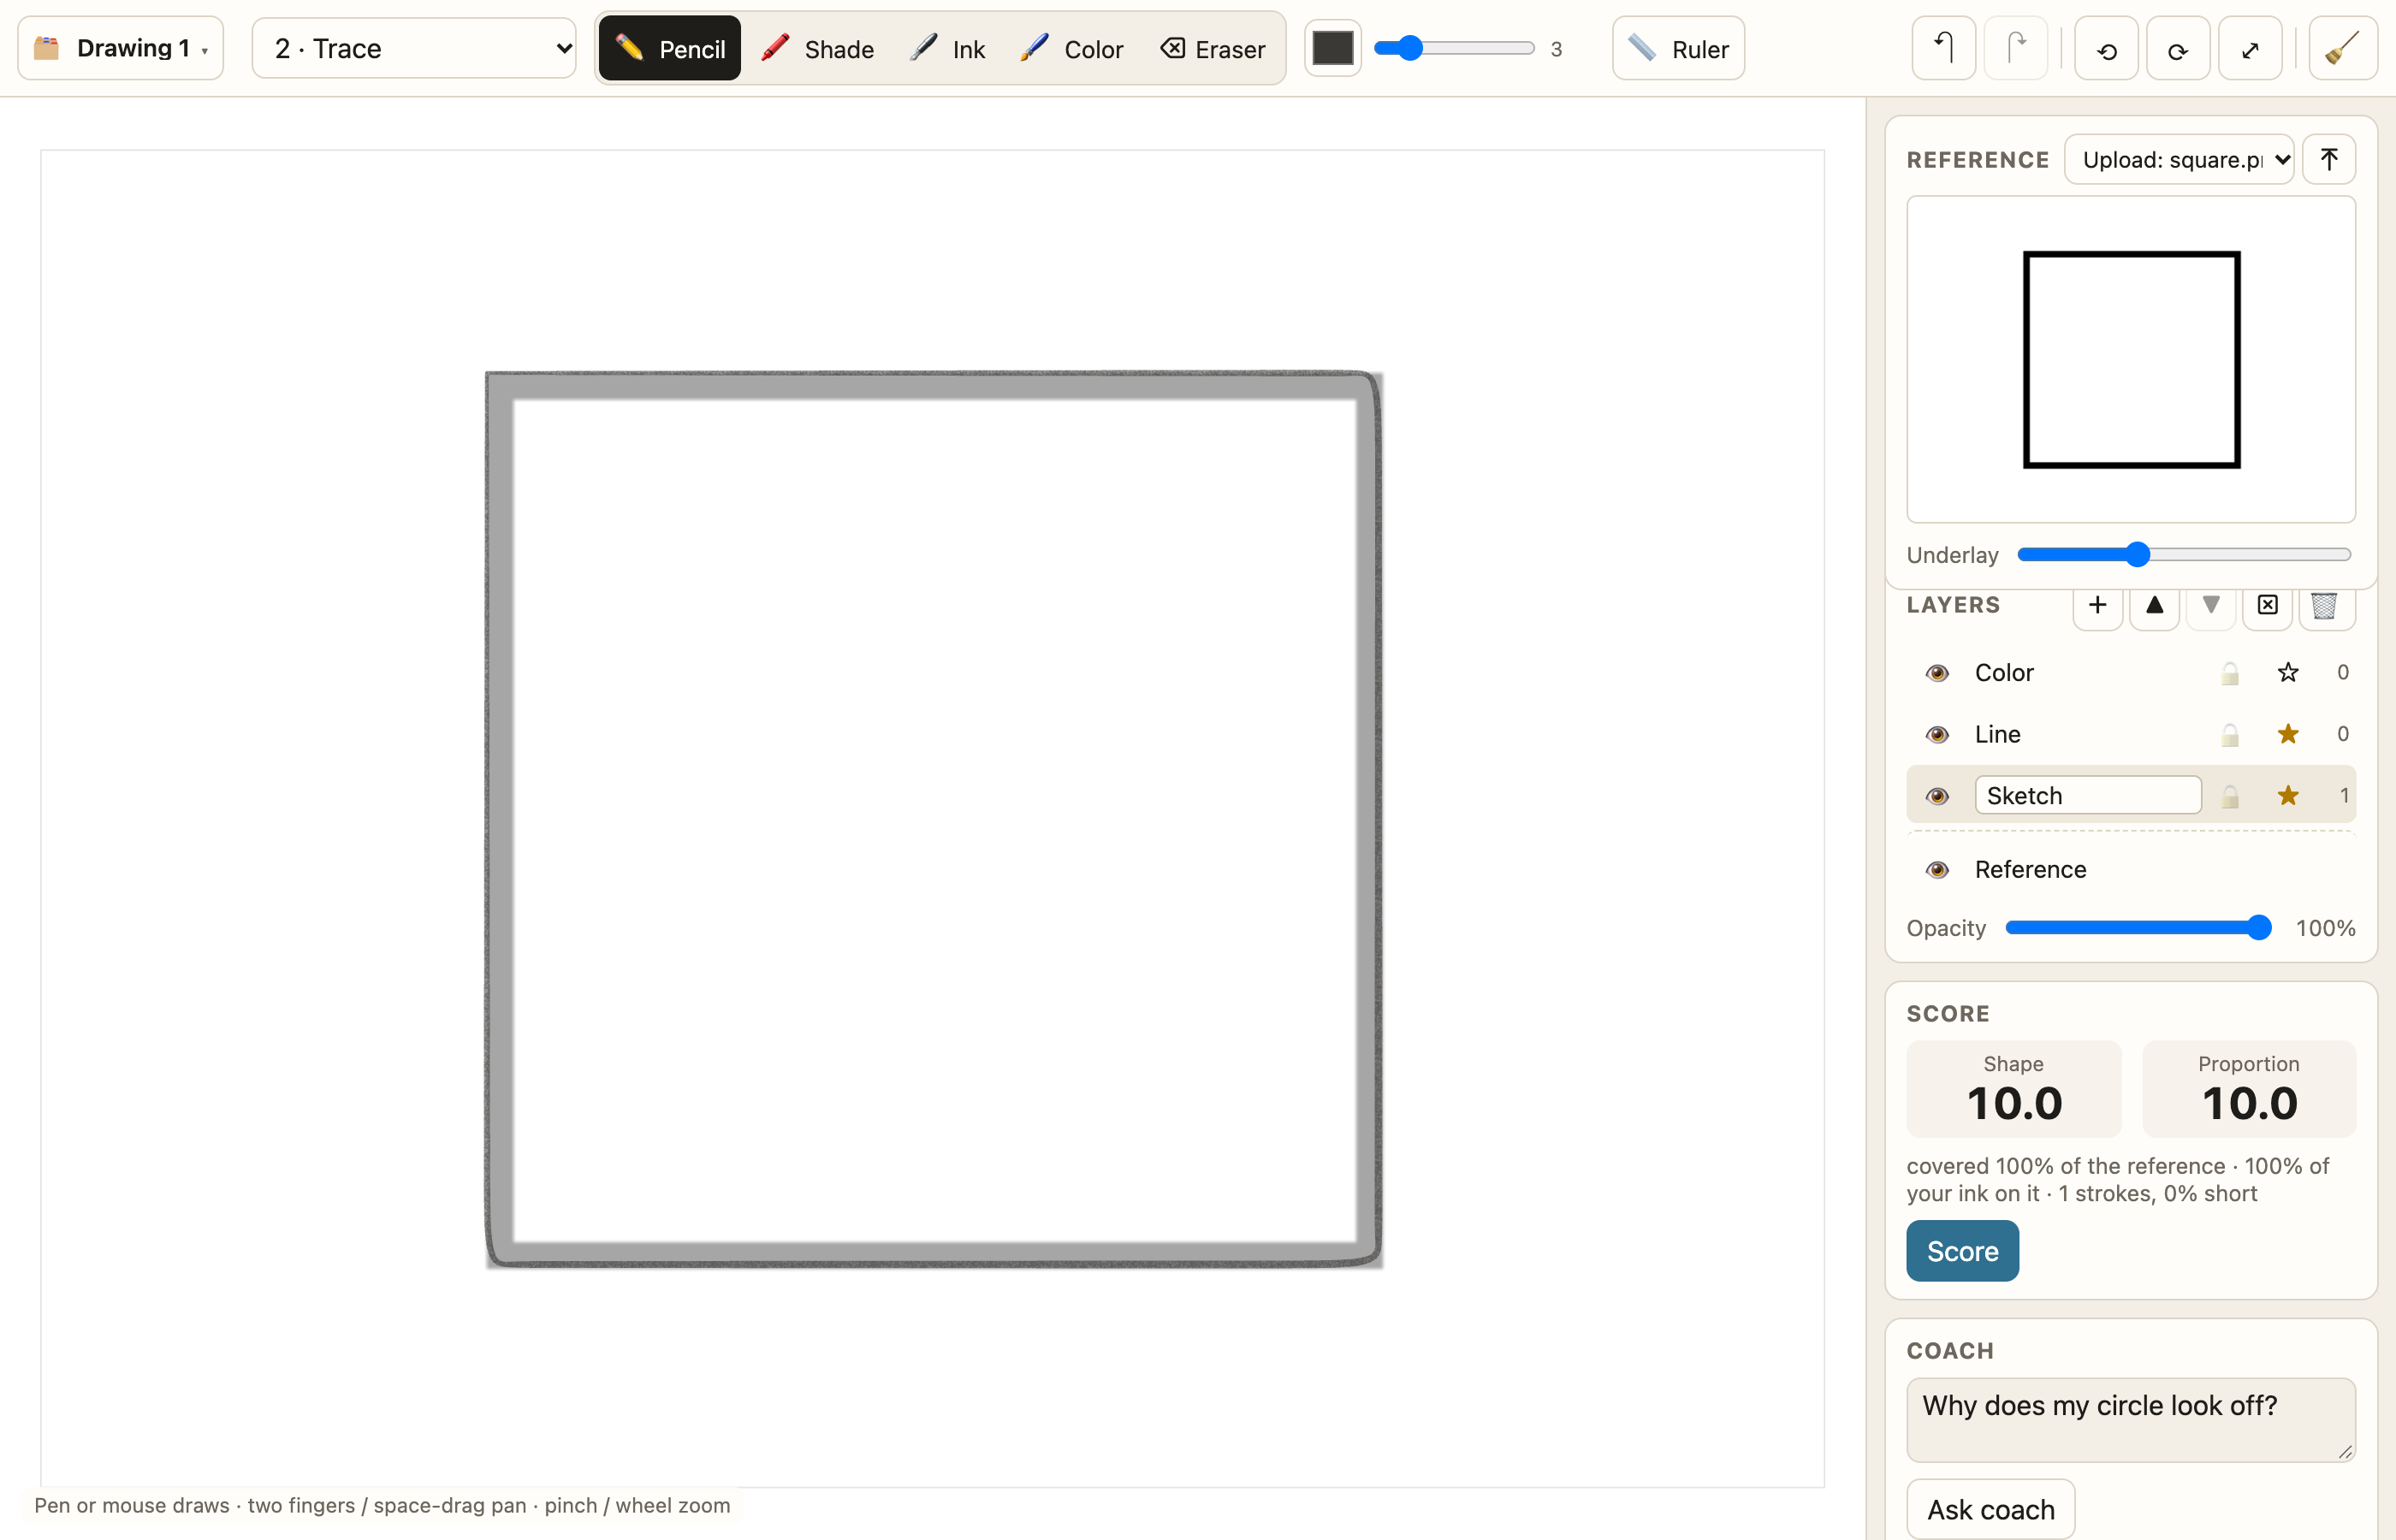 Drawing 1
2 · Trace
Pencil
Shade
Ink
Color
Eraser
3
Ruler
REFERENCE
Upload: square.p
Underlay
LAYERS
Color 0
Line 0
Sketch 1
Reference
Opacity 100%
SCORE
Shape
10.0
Proportion
10.0
covered 100% of the reference · 100% of
your ink on it · 1 strokes, 0% short
Score
COACH
Why does my circle look off?
Ask coach
Pen or mouse draws · two fingers / space-drag pan · pinch / wheel zoom